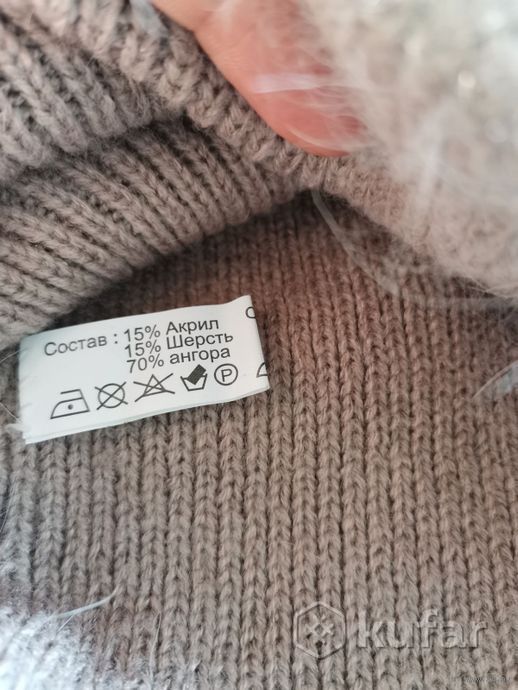 Состав : 15% Акрил
15% Шерсть
70% ангора
P
kufar